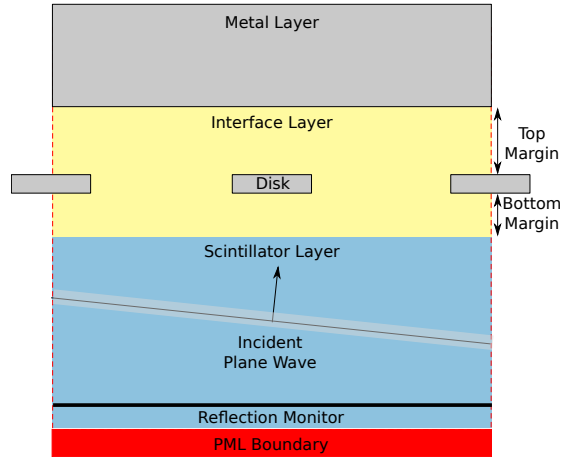 Metal Layer
Interface Layer
Top
Margin
Disk
Bottom
Margin
Scintillator Layer
Incident
Plane Wave
Reflection Monitor
PML Boundary